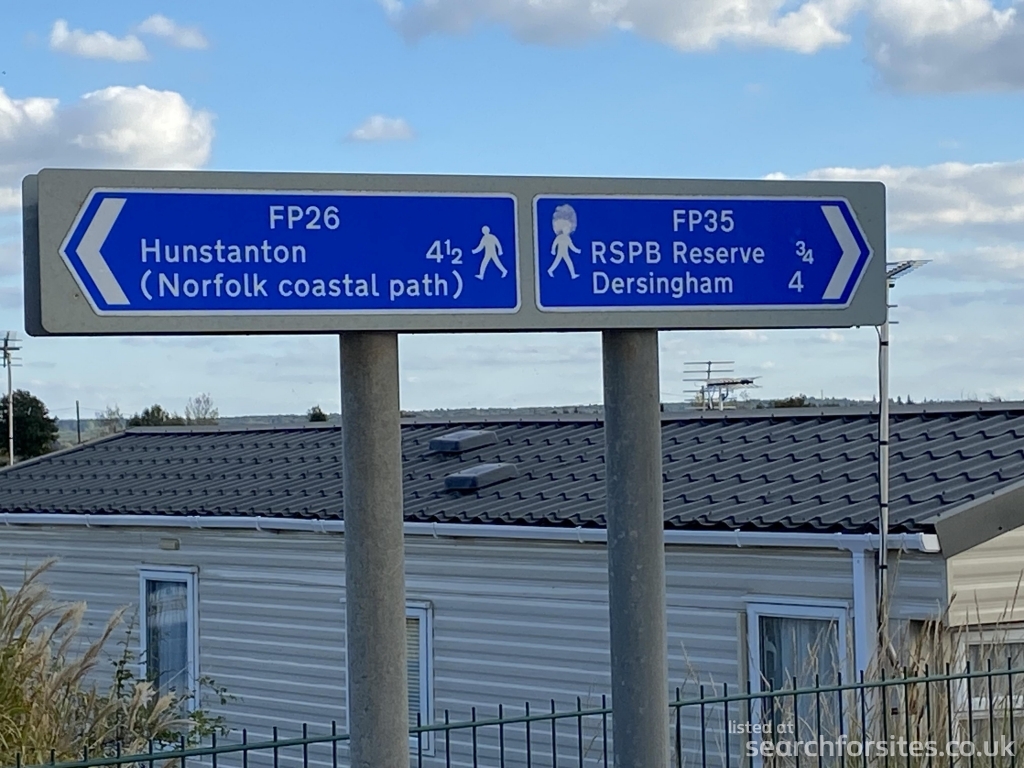 FP26
Hunstanton 4½
(Norfolk coastal path)
FP35
RSPB Reserve ¾
Dersingham 4
listed at
searchforsites.co.uk